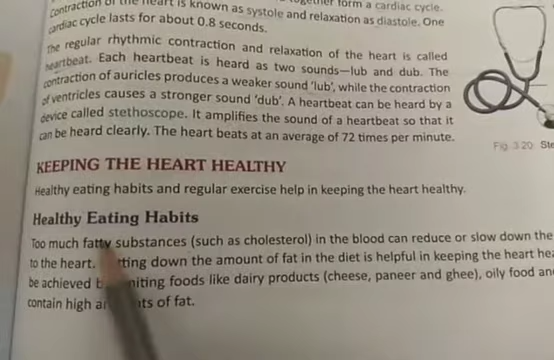 contraction of the heart is known as systole and relaxation as diastole. One
cardiac cycle lasts for about 0.8 seconds.
The regular rhythmic contraction and relaxation of the heart is called
heartbeat. Each heartbeat is heard as two sounds—lub and dub. The
contraction of auricles produces a weaker sound 'lub', while the contraction
of ventricles causes a stronger sound 'dub'. A heartbeat can be heard by a
device called stethoscope. It amplifies the sound of a heartbeat so that it
can be heard clearly. The heart beats at an average of 72 times per minute.
Fig. 3.20
KEEPING THE HEART HEALTHY
Healthy eating habits and regular exercise help in keeping the heart healthy.
Healthy Eating Habits
Too much fatty substances (such as cholesterol) in the blood can reduce or slow down the
to the heart. down the amount of fat in the diet is helpful in keeping the heart
be achieved foods like dairy products (cheese, paneer and ghee), oily food
contain high of fat.